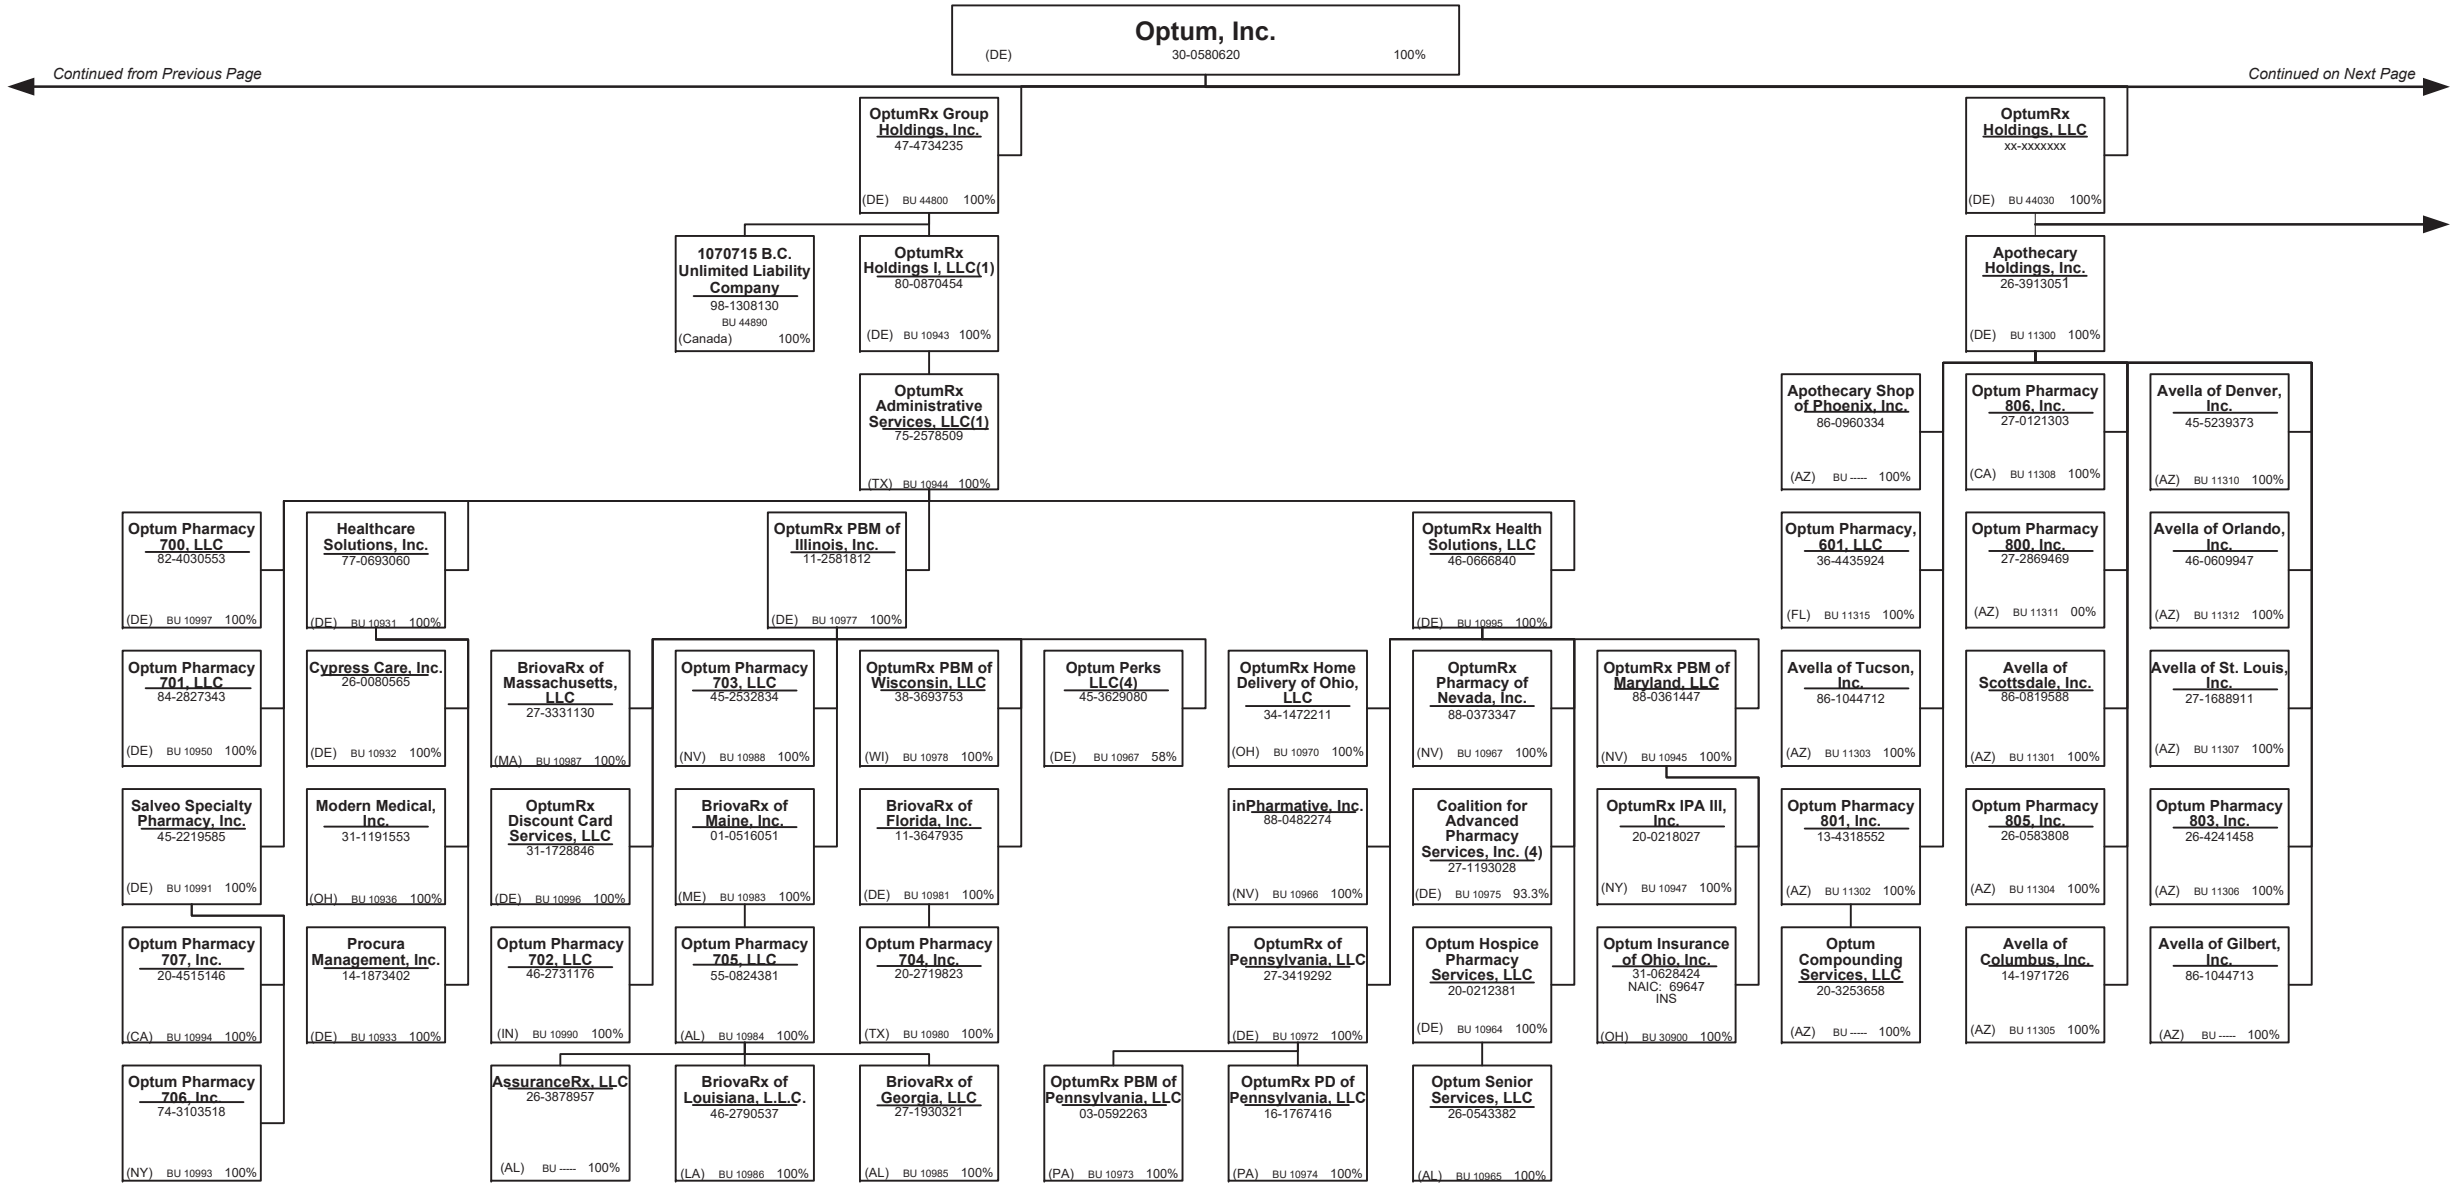 Optum, Inc.
(DE) 30-0580620 100%
Continued from Previous Page
Continued on Next Page
OptumRx Group
Holdings, Inc.
47-4734235
(DE) BU 44800 100%
OptumRx
Holdings, LLC
xx-xxxxxxx
(DE) BU 44030 100%
1070715 B.C.
Unlimited Liability
Company
98-1308130
BU 44890
(Canada) 100%
OptumRx
Holdings I, LLC(1)
80-0870454
(DE) BU 10943 100%
Apothecary
Holdings, Inc.
26-3913051
(DE) BU 11300 100%
OptumRx
Administrative
Services, LLC(1)
75-2578509
(TX) BU 10944 100%
Apothecary Shop
of Phoenix, Inc.
86-0960334
(AZ) BU ----- 100%
Optum Pharmacy
806, Inc.
27-0121303
(CA) BU 11308 100%
Avella of Denver,
Inc.
45-5239373
(AZ) BU 11310 100%
Optum Pharmacy
700, LLC
82-4030553
(DE) BU 10997 100%
Healthcare
Solutions, Inc.
77-0693060
(DE) BU 10931 100%
OptumRx PBM of
Illinois, Inc.
11-2581812
(DE) BU 10977 100%
OptumRx Health
Solutions, LLC
46-0666840
(DE) BU 10995 100%
Optum Pharmacy,
601, LLC
36-4435924
(FL) BU 11315 100%
Optum Pharmacy
800, Inc.
27-2869469
(AZ) BU 11311 00%
Avella of Orlando,
Inc.
46-0609947
(AZ) BU 11312 100%
Optum Pharmacy
701, LLC
84-2827343
(DE) BU 10950 100%
Cypress Care, Inc.
26-0080565
(DE) BU 10932 100%
BriovaRx of
Massachusetts,
LLC
27-3331130
(MA) BU 10987 100%
Optum Pharmacy
703, LLC
45-2532834
(NV) BU 10988 100%
OptumRx PBM of
Wisconsin, LLC
38-3693753
(WI) BU 10978 100%
Optum Perks
LLC(4)
45-3629080
(DE) BU 10967 58%
OptumRx Home
Delivery of Ohio,
LLC
34-1472211
(OH) BU 10970 100%
OptumRx
Pharmacy of
Nevada, Inc.
88-0373347
(NV) BU 10967 100%
OptumRx PBM of
Maryland, LLC
88-0361447
(NV) BU 10945 100%
Avella of Tucson,
Inc.
86-1044712
(AZ) BU 11303 100%
Avella of
Scottsdale, Inc.
86-0819588
(AZ) BU 11301 100%
Avella of St. Louis,
Inc.
27-1688911
(AZ) BU 11307 100%
Salveo Specialty
Pharmacy, Inc.
45-2219585
(DE) BU 10991 100%
Modern Medical,
Inc.
31-1191553
(OH) BU 10936 100%
OptumRx
Discount Card
Services, LLC
31-1728846
(DE) BU 10996 100%
BriovaRx of
Maine, Inc.
01-0516051
(ME) BU 10983 100%
BriovaRx of
Florida, Inc.
11-3647935
(DE) BU 10981 100%
inPharmative, Inc.
88-0482274
(NV) BU 10966 100%
Coalition for
Advanced
Pharmacy
Services, Inc. (4)
27-1193028
(DE) BU 10975 93.3%
OptumRx IPA III,
Inc.
20-0218027
(NY) BU 10947 100%
Optum Pharmacy
801, Inc.
13-4318552
(AZ) BU 11302 100%
Optum Pharmacy
805, Inc.
26-0583808
(AZ) BU 11304 100%
Optum Pharmacy
803, Inc.
26-4241458
(AZ) BU 11306 100%
Optum Pharmacy
707, Inc.
20-4515146
(CA) BU 10994 100%
Procura
Management, Inc.
14-1873402
(DE) BU 10933 100%
Optum Pharmacy
702, LLC
46-2731176
(IN) BU 10990 100%
Optum Pharmacy
705, LLC
55-0824381
(AL) BU 10984 100%
Optum Pharmacy
704, Inc.
20-2719823
(TX) BU 10980 100%
OptumRx of
Pennsylvania, LLC
27-3419292
(DE) BU 10972 100%
Optum Hospice
Pharmacy
Services, LLC
20-0212381
(DE) BU 10964 100%
Optum Insurance
of Ohio, Inc.
31-0628424
NAIC: 69647
INS
(OH) BU 30900 100%
Optum
Compounding
Services, LLC
20-3253658
(AZ) BU ----- 100%
Avella of
Columbus, Inc.
14-1971726
(AZ) BU 11305 100%
Avella of Gilbert,
Inc.
86-1044713
(AZ) BU ----- 100%
Optum Pharmacy
706, Inc.
74-3103518
(NY) BU 10993 100%
AssuranceRx, LLC
26-3878957
(AL) BU ----- 100%
BriovaRx of
Louisiana, L.L.C.
46-2790537
(LA) BU 10986 100%
BriovaRx of
Georgia, LLC
27-1930321
(AL) BU 10985 100%
OptumRx PBM of
Pennsylvania, LLC
03-0592263
(PA) BU 10973 100%
OptumRx PD of
Pennsylvania, LLC
16-1767416
(PA) BU 10974 100%
Optum Senior
Services, LLC
26-0543382
(AL) BU 10965 100%